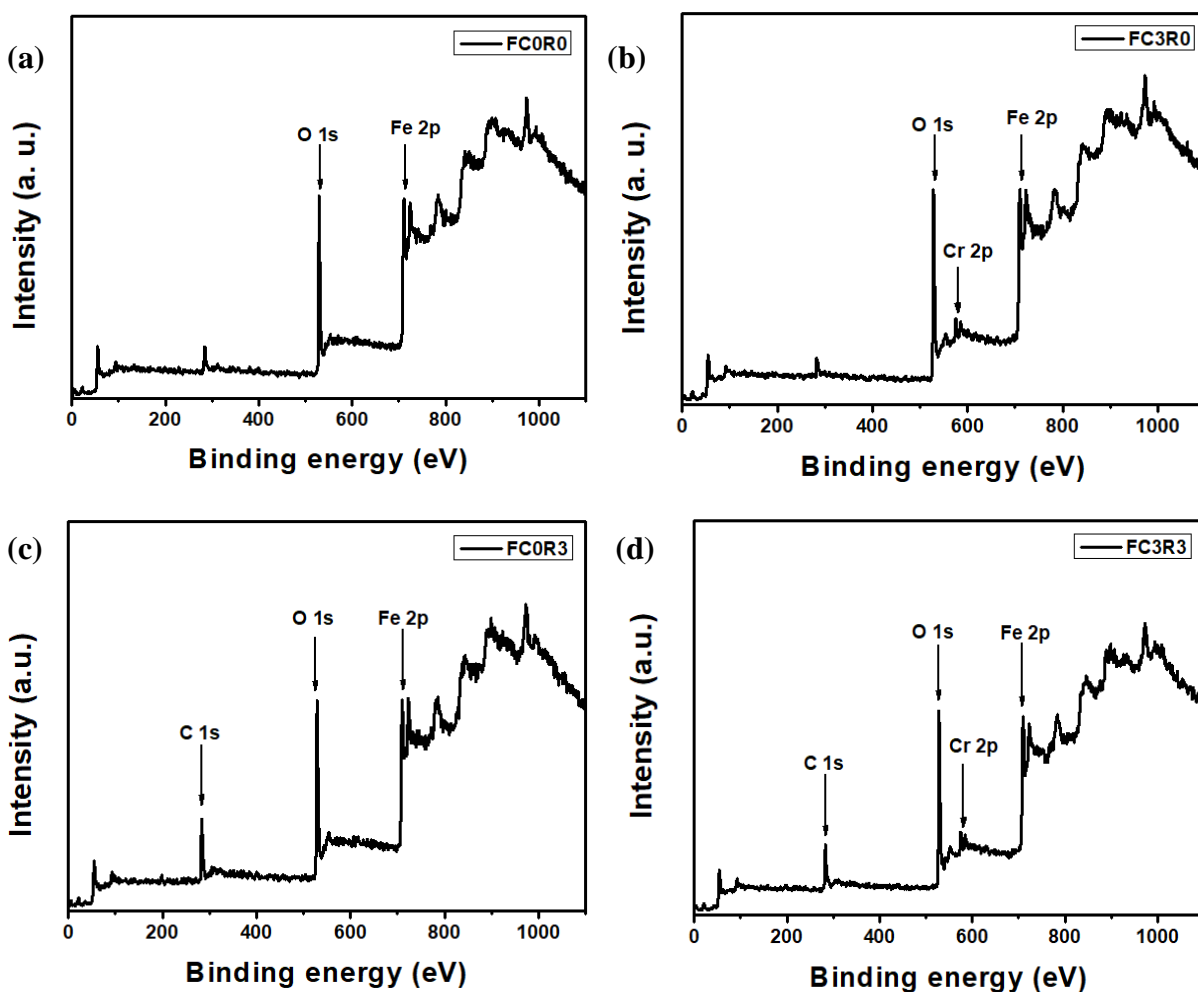 (a)
FC0R0
O 1s
Fe 2p
Intensity (a. u.)
0 200 400 600 800 1000
Binding energy (eV)
(b)
FC3R0
O 1s
Fe 2p
Cr 2p
Intensity (a. u.)
0 200 400 600 800 1000
Binding energy (eV)
(c)
FC0R3
O 1s
Fe 2p
C 1s
Intensity (a.u.)
0 200 400 600 800 1000
Binding energy (eV)
(d)
FC3R3
O 1s
Fe 2p
Cr 2p
C 1s
Intensity (a.u.)
0 200 400 600 800 1000
Binding energy (eV)